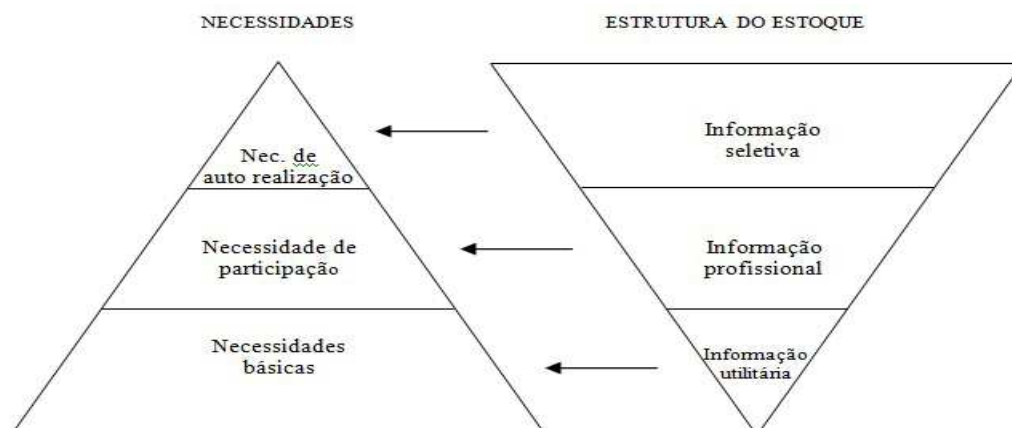 NECESSIDADES
ESTRUTURA DO ESTOQUE
Nec. de
auto realização
Necessidade de
participação
Necessidades
básicas
Informação
seletiva
Informação
profissional
Informação
utilitária